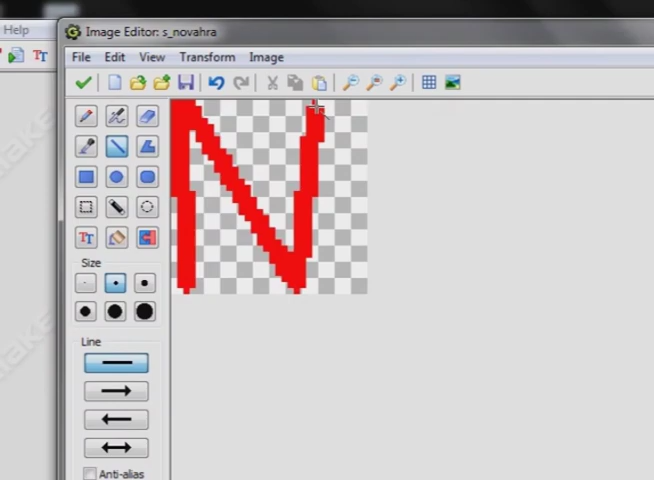 Help
Image Editor: s_novahra
File Edit View Transform Image
N
Size
Line
Anti-alias